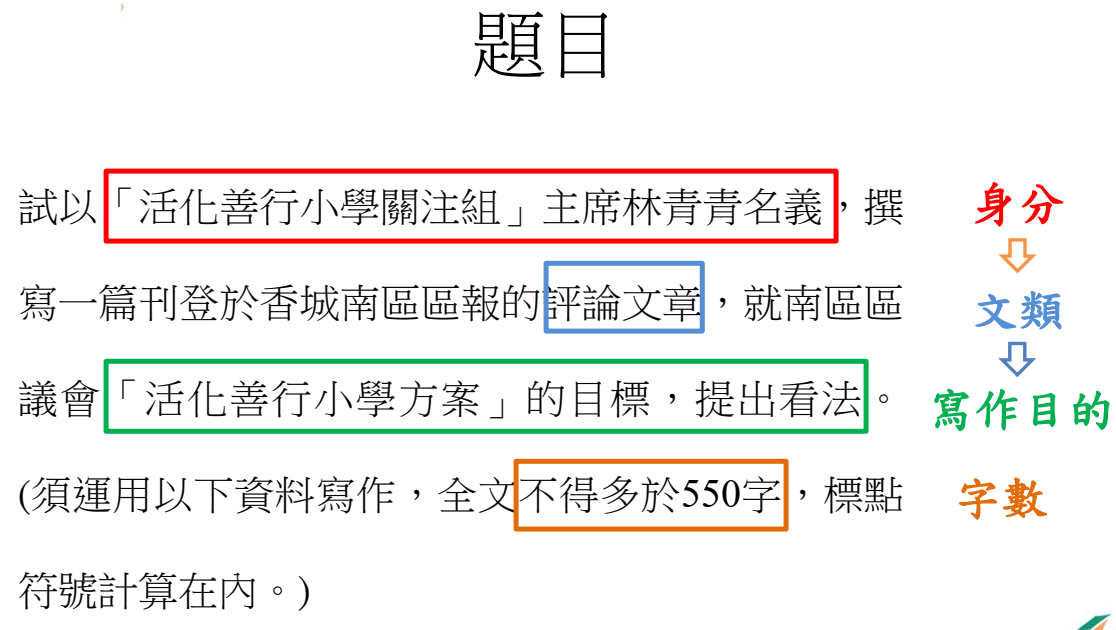 題目
試以「活化善行小學關注組」主席林青青名義，撰
寫一篇刊登於香城南區區報的評論文章，就南區區
議會「活化善行小學方案」的目標，提出看法。
(須運用以下資料寫作，全文不得多於550字，標點
符號計算在內。)
身分
文類
寫作目的
字數